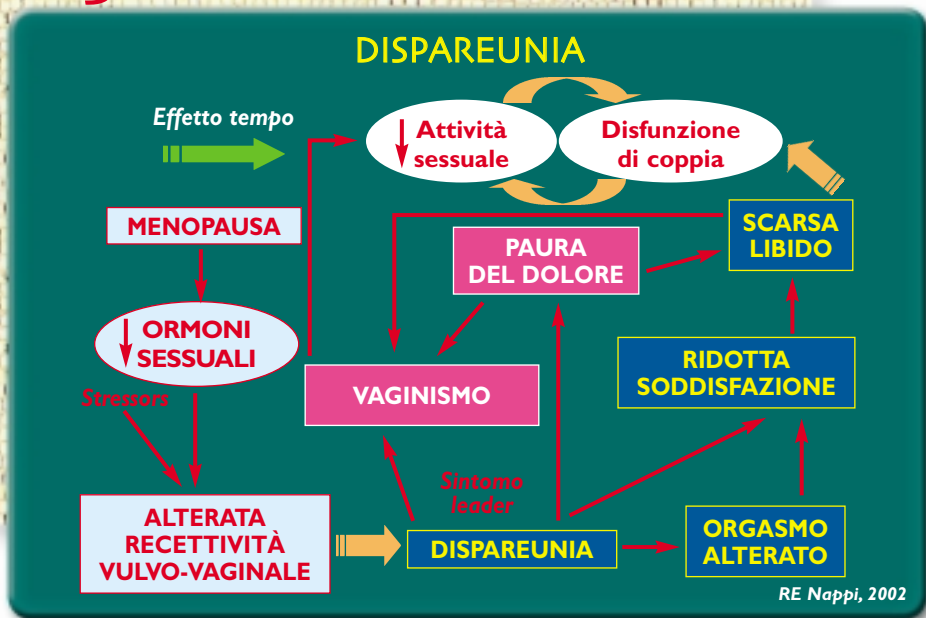 DISPAREUNIA
Effetto tempo
Attività
sessuale
Disfunzione
di coppia
MENOPAUSA
SCARSA
LIBIDO
PAURA
DEL DOLORE
ORMONI
SESSUALI
RIDOTTA
SODDISFAZIONE
Stressors
VAGINISMO
Sintomo
leader
ALTERATA
RECETTIVITÀ
VULVO-VAGINALE
DISPAREUNIA
ORGASMO
ALTERATO
RE Nappi, 2002